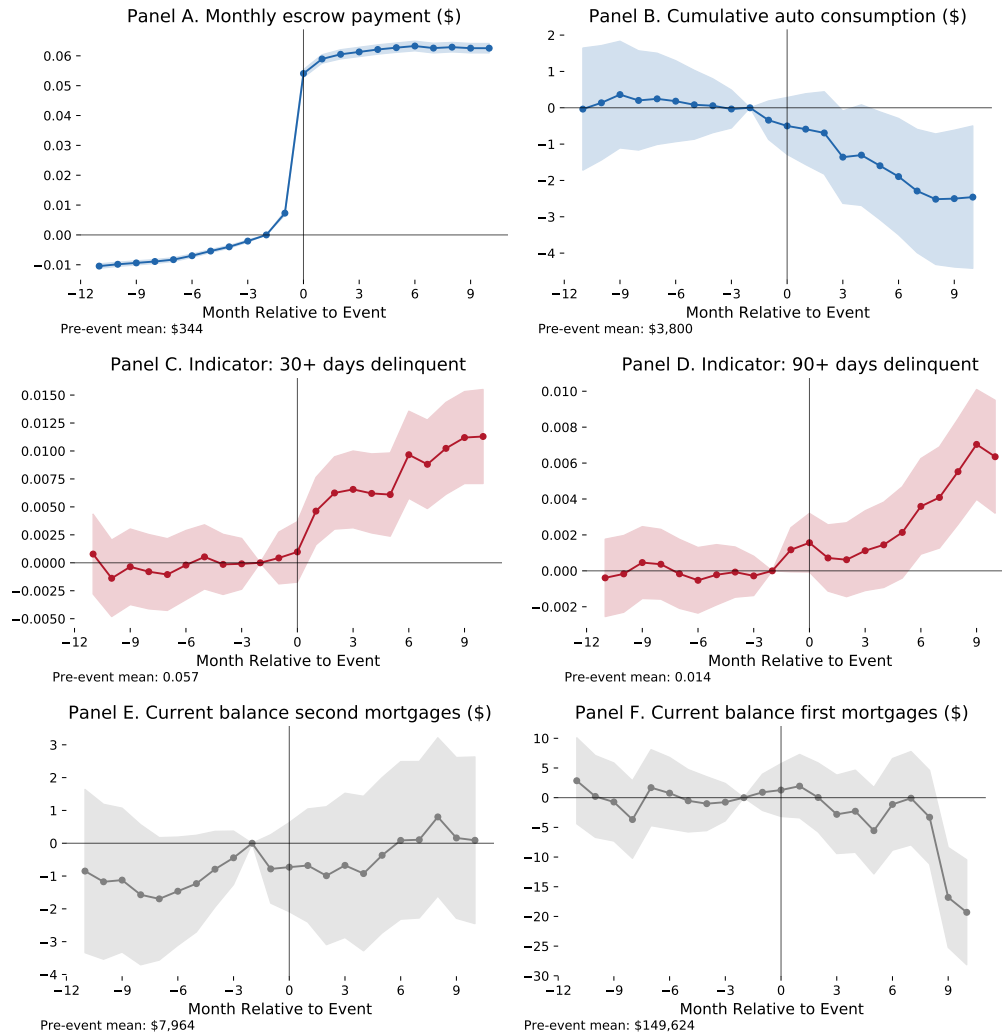 Panel A. Monthly escrow payment ($)
0.06
0.05
0.04
0.03
0.02
0.01
0.00
−0.01
−12 −9 −6 −3 0 3 6 9
Month Relative to Event
Pre-event mean: $344
Panel B. Cumulative auto consumption ($)
2
1
0
−1
−2
−3
−4
−12 −9 −6 −3 0 3 6 9
Month Relative to Event
Pre-event mean: $3,800
Panel C. Indicator: 30+ days delinquent
0.0150
0.0125
0.0100
0.0075
0.0050
0.0025
0.0000
−0.0025
−0.0050
−12 −9 −6 −3 0 3 6 9
Month Relative to Event
Pre-event mean: 0.057
Panel D. Indicator: 90+ days delinquent
0.010
0.008
0.006
0.004
0.002
0.000
−0.002
−12 −9 −6 −3 0 3 6 9
Month Relative to Event
Pre-event mean: 0.014
Panel E. Current balance second mortgages ($)
3
2
1
0
−1
−2
−3
−4
−12 −9 −6 −3 0 3 6 9
Month Relative to Event
Pre-event mean: $7,964
Panel F. Current balance first mortgages ($)
10
5
0
−5
−10
−15
−20
−25
−30
−12 −9 −6 −3 0 3 6 9
Month Relative to Event
Pre-event mean: $149,624